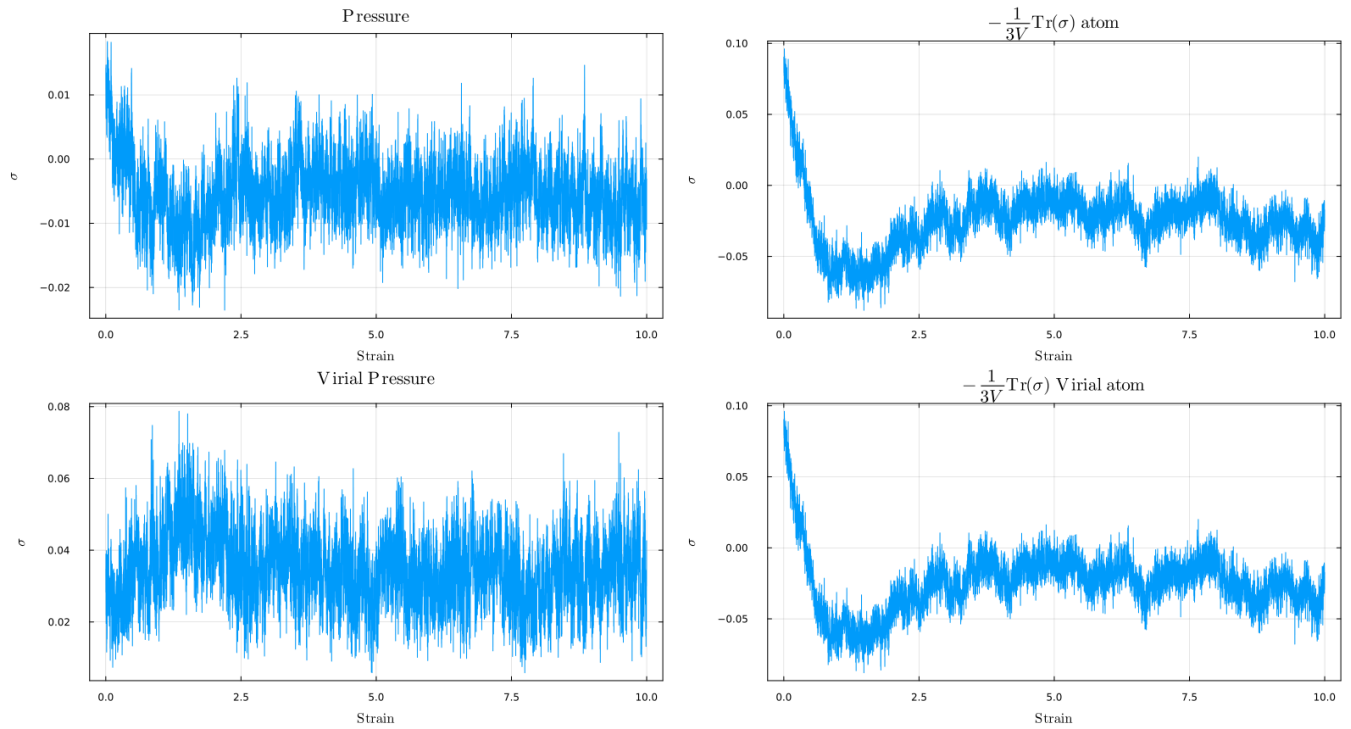 Pressure
0.01
0.00
−0.01
−0.02
σ
0.0 2.5 5.0 7.5 10.0
Strain
− 1/3V Tr(σ) atom
0.10
0.05
0.00
−0.05
σ
0.0 2.5 5.0 7.5 10.0
Strain
Virial Pressure
0.08
0.06
0.04
0.02
σ
0.0 2.5 5.0 7.5 10.0
Strain
− 1/3V Tr(σ) Virial atom
0.10
0.05
0.00
−0.05
σ
0.0 2.5 5.0 7.5 10.0
Strain